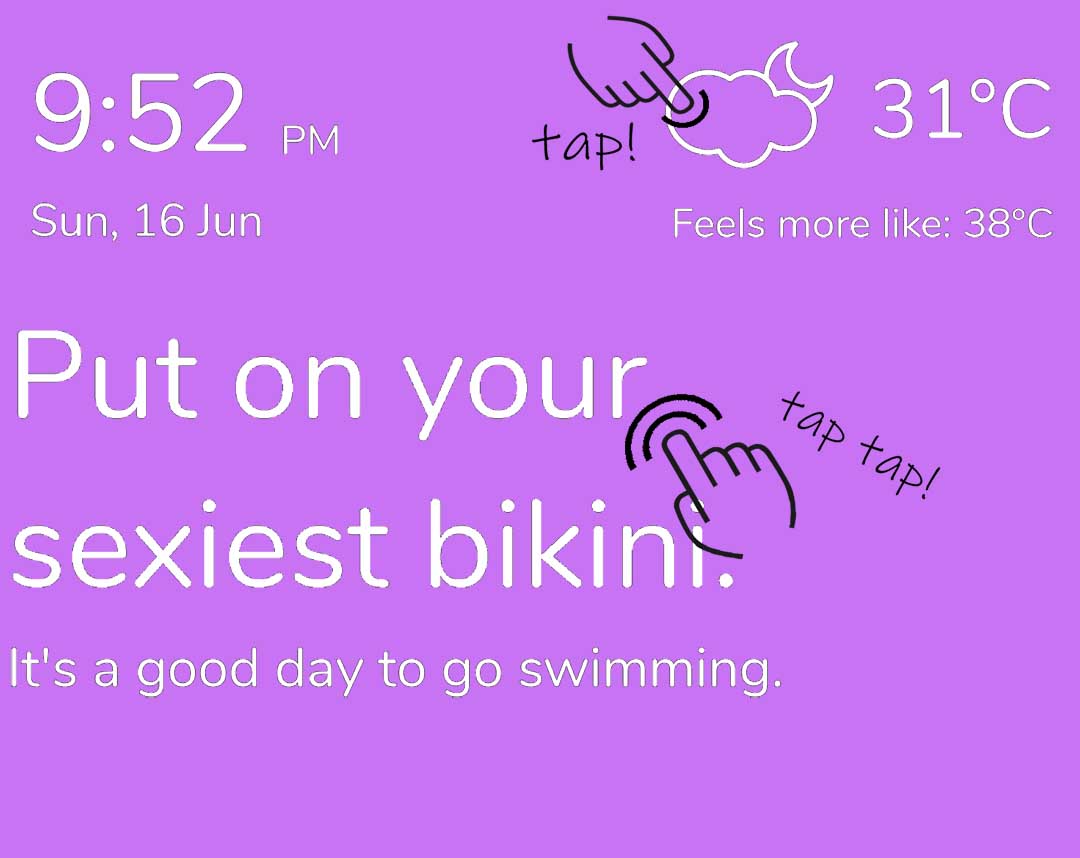 9:52 PM
tap!
31°C
Sun, 16 Jun
Feels more like: 38°C
Put on your
tap tap!
sexiest bikini.
It's a good day to go swimming.